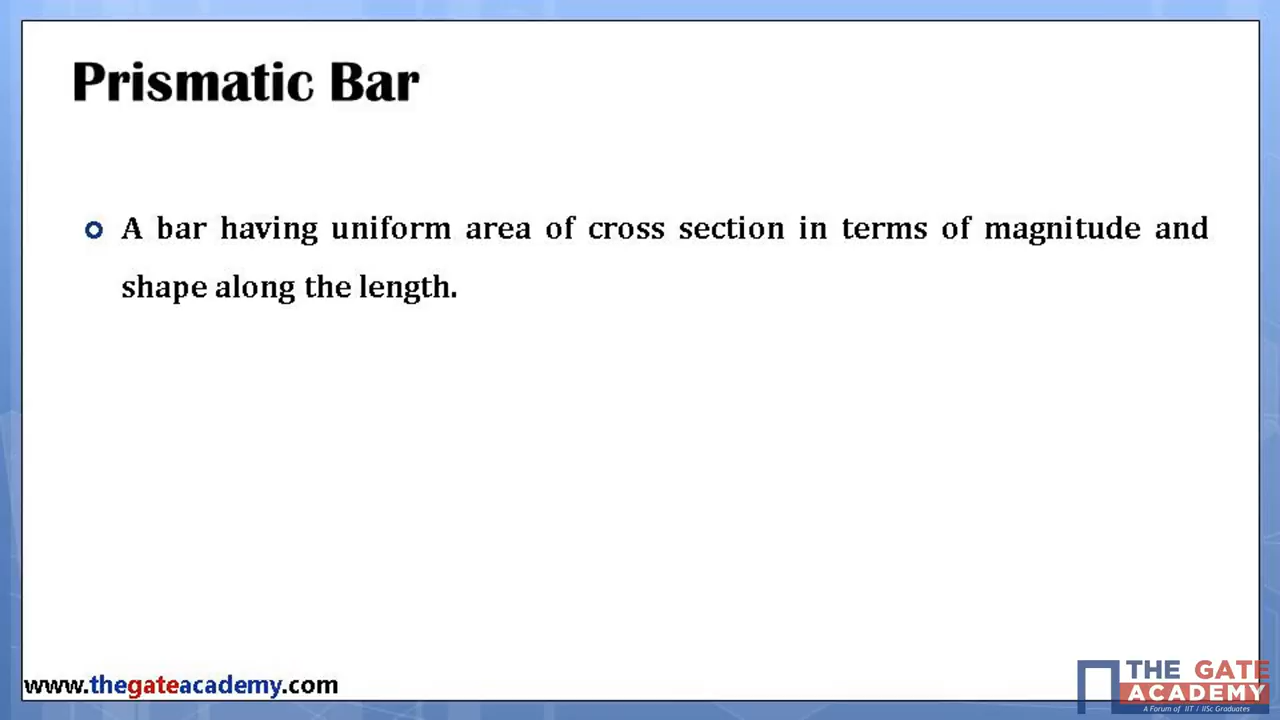 Prismatic Bar
A bar having uniform area of cross section in terms of magnitude and
shape along the length.
www.thegateacademy.com
THE GATE
ACADEMY
A Forum of IIT / IISc Graduates